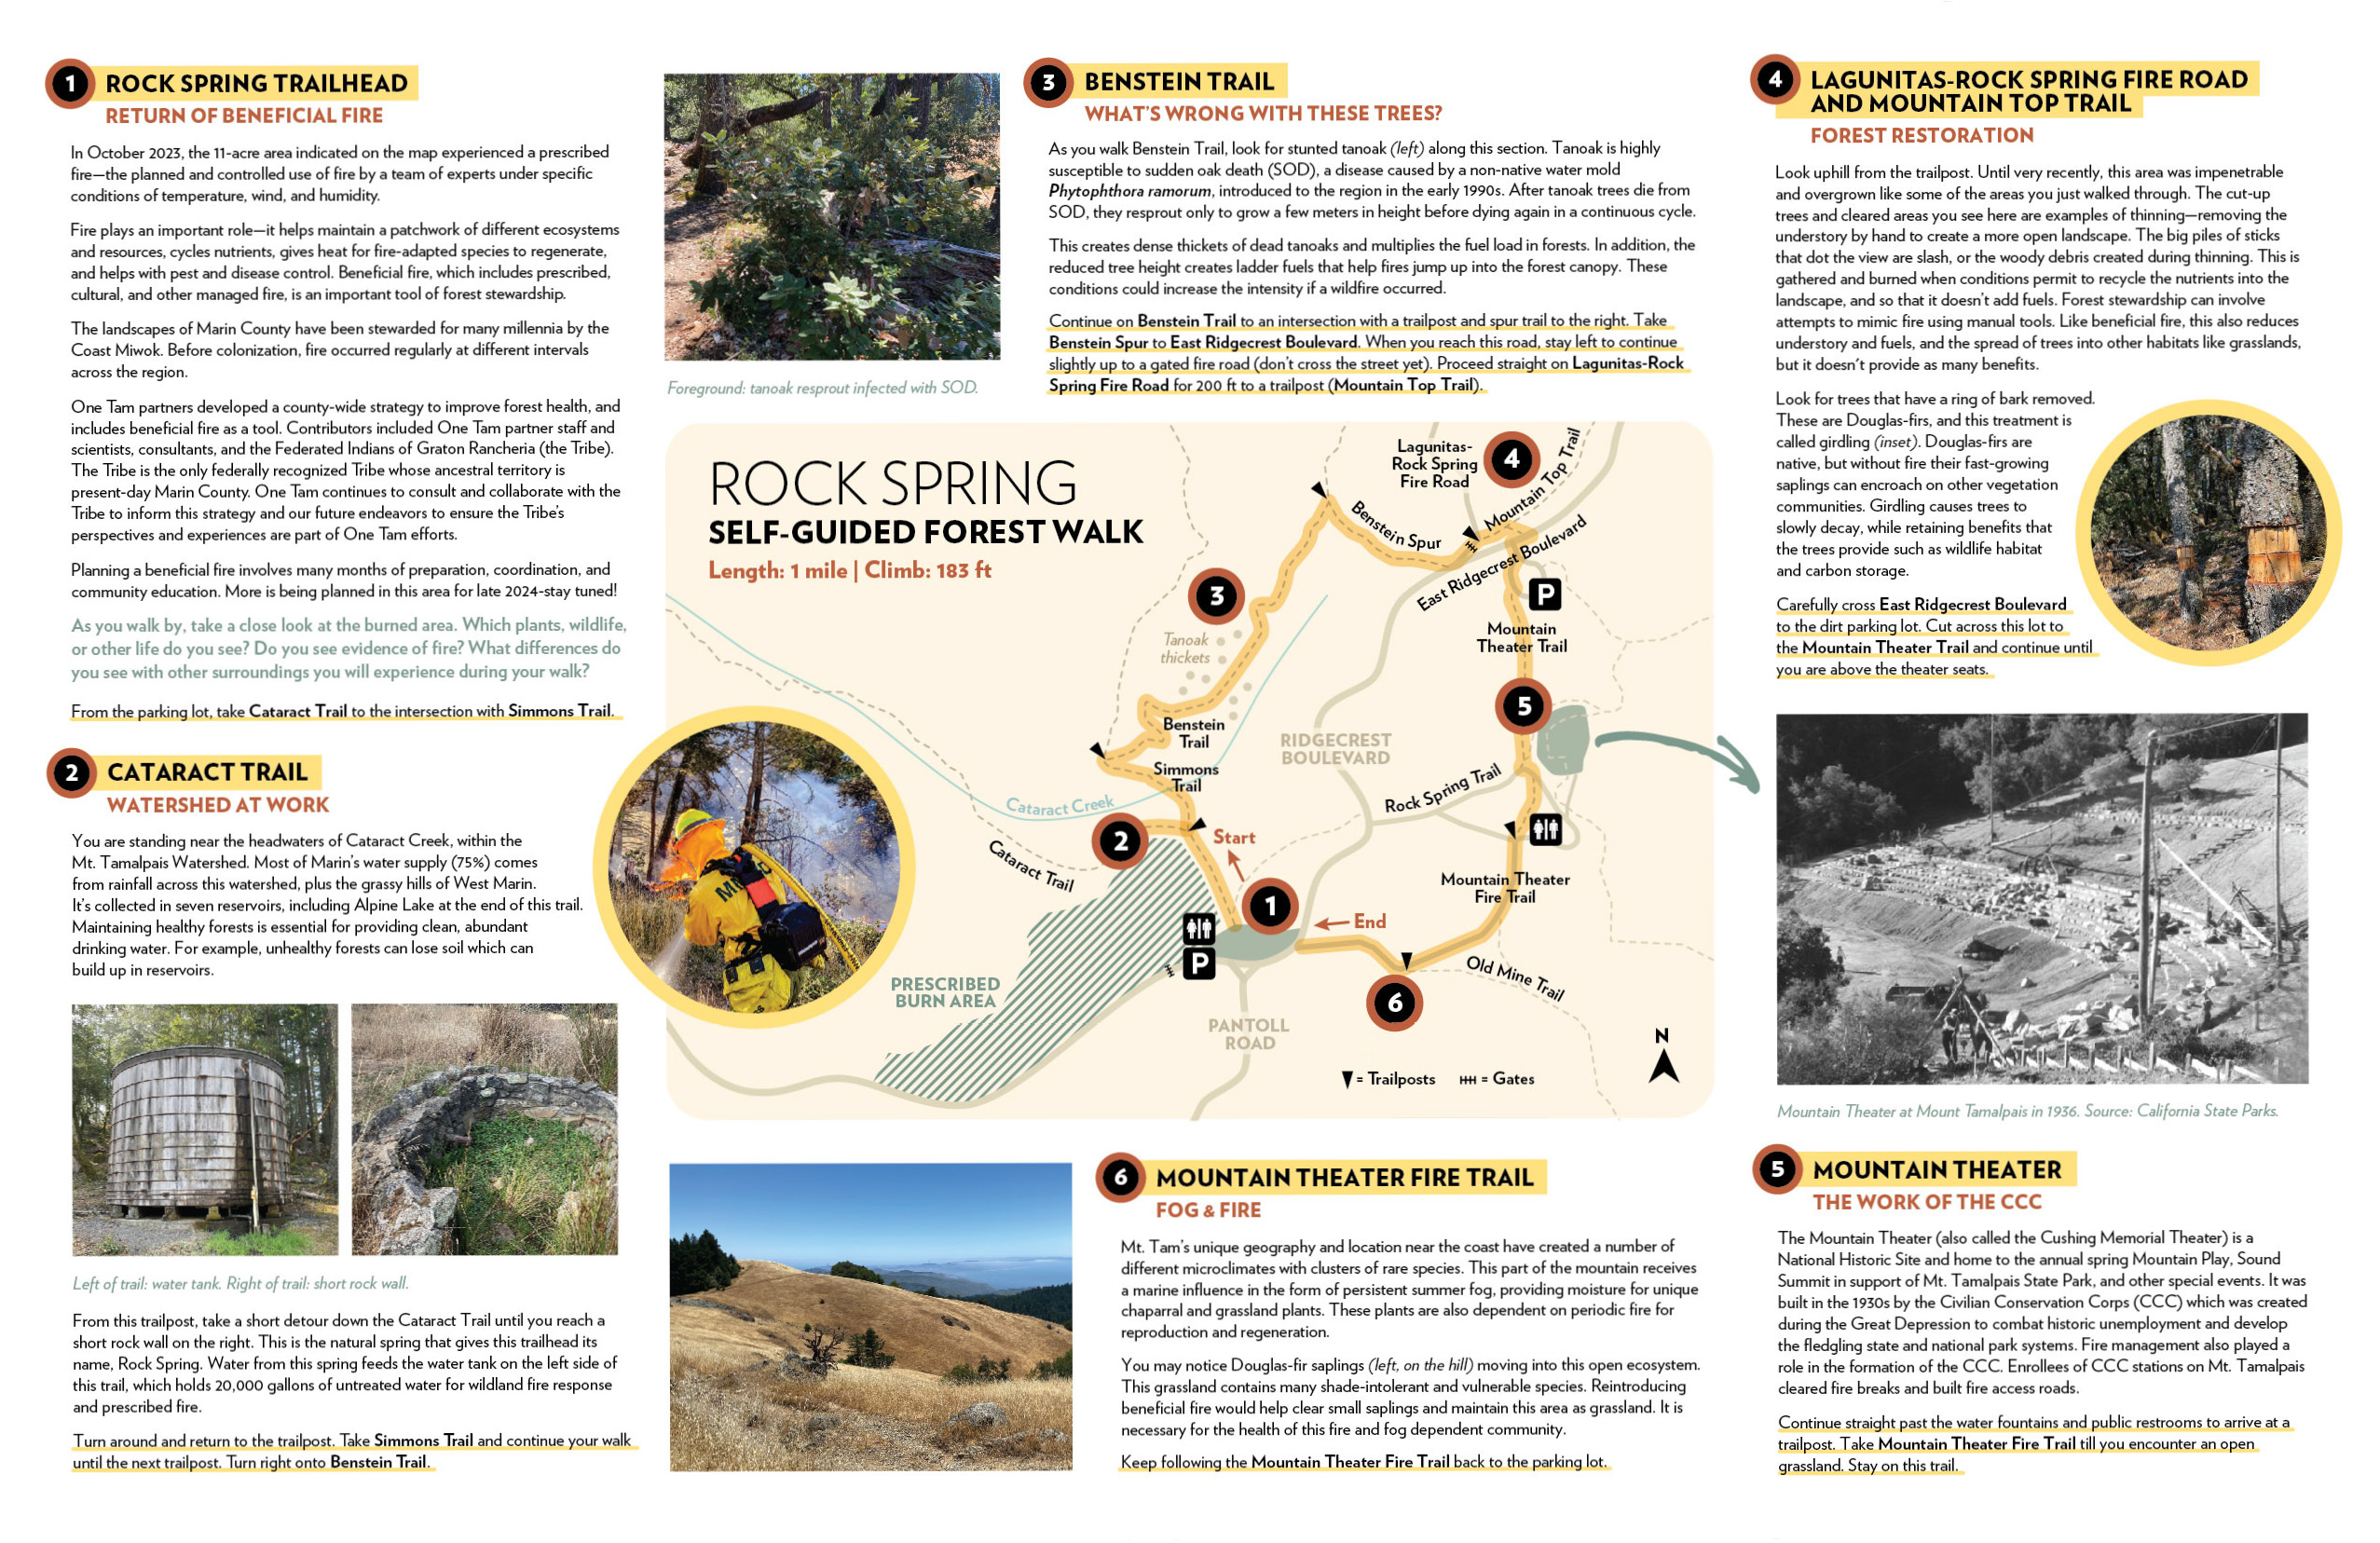 1
ROCK SPRING TRAILHEAD
RETURN OF BENEFICIAL FIRE
In October 2023, the 11-acre area indicated on the map experienced a prescribed
fire—the planned and controlled use of fire by a team of experts under specific
conditions of temperature, wind, and humidity.
Fire plays an important role—it helps maintain a patchwork of different ecosystems
and resources, cycles nutrients, gives heat for fire-adapted species to regenerate,
and helps with pest and disease control. Beneficial fire, which includes prescribed,
cultural, and other managed fire, is an important tool of forest stewardship.
The landscapes of Marin County have been stewarded for many millennia by the
Coast Miwok. Before colonization, fire occurred regularly at different intervals
across the region.
One Tam partners developed a county-wide strategy to improve forest health, and
includes beneficial fire as a tool. Contributors included One Tam partner staff and
scientists, consultants, and the Federated Indians of Graton Rancheria (the Tribe).
The Tribe is the only federally recognized Tribe whose ancestral territory is
present-day Marin County. One Tam continues to consult and collaborate with the
Tribe to inform this strategy and our future endeavors to ensure the Tribe's
perspectives and experiences are part of One Tam efforts.
Planning a beneficial fire involves many months of preparation, coordination, and
community education. More is being planned in this area for late 2024-stay tuned!
As you walk by, take a close look at the burned area. Which plants, wildlife,
or other life do you see? Do you see evidence of fire? What differences do
you see with other surroundings you will experience during your walk?
From the parking lot, take Cataract Trail to the intersection with Simmons Trail.
2
CATARACT TRAIL
WATERSHED AT WORK
You are standing near the headwaters of Cataract Creek, within the
Mt. Tamalpais Watershed. Most of Marin's water supply (75%) comes
from rainfall across this watershed, plus the grassy hills of West Marin.
It's collected in seven reservoirs, including Alpine Lake at the end of this trail.
Maintaining healthy forests is essential for providing clean, abundant
drinking water. For example, unhealthy forests can lose soil which can
build up in reservoirs.
Left of trail: water tank. Right of trail: short rock wall.
From this trailpost, take a short detour down the Cataract Trail until you reach a
short rock wall on the right. This is the natural spring that gives this trailhead its
name, Rock Spring. Water from this spring feeds the water tank on the left side of
this trail, which holds 20,000 gallons of untreated water for wildland fire response
and prescribed fire.
Turn around and return to the trailpost. Take Simmons Trail and continue your walk
until the next trailpost. Turn right onto Benstein Trail.
Foreground: tanoak resprout infected with SOD.
3
BENSTEIN TRAIL
WHAT'S WRONG WITH THESE TREES?
As you walk Benstein Trail, look for stunted tanoak (left) along this section. Tanoak is highly
susceptible to sudden oak death (SOD), a disease caused by a non-native water mold
Phytophthora ramorum, introduced to the region in the early 1990s. After tanoak trees die from
SOD, they resprout only to grow a few meters in height before dying again in a continuous cycle.
This creates dense thickets of dead tanoaks and multiplies the fuel load in forests. In addition, the
reduced tree height creates ladder fuels that help fires jump up into the forest canopy. These
conditions could increase the intensity if a wildfire occurred.
Continue on Benstein Trail to an intersection with a trailpost and spur trail to the right. Take
Benstein Spur to East Ridgecrest Boulevard. When you reach this road, stay left to continue
slightly up to a gated fire road (don't cross the street yet). Proceed straight on Lagunitas-Rock
Spring Fire Road for 200 ft to a trailpost (Mountain Top Trail).
ROCK SPRING
SELF-GUIDED FOREST WALK
Length: 1 mile | Climb: 183 ft
Lagunitas-
Rock Spring
Fire Road
4
Mountain Top Trail
Benstein Spur
East Ridgecrest Boulevard
3
P
Tanoak
thickets
Mountain
Theater Trail
5
Benstein
Trail
RIDGECREST
BOULEVARD
Simmons
Trail
Rock Spring Trail
Cataract Creek
2
Start
Cataract Trail
Mountain Theater
Fire Trail
1
End
P
Old Mine Trail
PRESCRIBED
BURN AREA
6
PANTOLL
ROAD
N
= Trailposts
= Gates
6
MOUNTAIN THEATER FIRE TRAIL
FOG & FIRE
Mt. Tam's unique geography and location near the coast have created a number of
different microclimates with clusters of rare species. This part of the mountain receives
a marine influence in the form of persistent summer fog, providing moisture for unique
chaparral and grassland plants. These plants are also dependent on periodic fire for
reproduction and regeneration.
You may notice Douglas-fir saplings (left, on the hill) moving into this open ecosystem.
This grassland contains many shade-intolerant and vulnerable species. Reintroducing
beneficial fire would help clear small saplings and maintain this area as grassland. It is
necessary for the health of this fire and fog dependent community.
Keep following the Mountain Theater Fire Trail back to the parking lot.
4
LAGUNITAS-ROCK SPRING FIRE ROAD
AND MOUNTAIN TOP TRAIL
FOREST RESTORATION
Look uphill from the trailpost. Until very recently, this area was impenetrable
and overgrown like some of the areas you just walked through. The cut-up
trees and cleared areas you see here are examples of thinning—removing the
understory by hand to create a more open landscape. The big piles of sticks
that dot the view are slash, or the woody debris created during thinning. This is
gathered and burned when conditions permit to recycle the nutrients into the
landscape, and so that it doesn't add fuels. Forest stewardship can involve
attempts to mimic fire using manual tools. Like beneficial fire, this also reduces
understory and fuels, and the spread of trees into other habitats like grasslands,
but it doesn't provide as many benefits.
Look for trees that have a ring of bark removed.
These are Douglas-firs, and this treatment is
called girdling (inset). Douglas-firs are
native, but without fire their fast-growing
saplings can encroach on other vegetation
communities. Girdling causes trees to
slowly decay, while retaining benefits that
the trees provide such as wildlife habitat
and carbon storage.
Carefully cross East Ridgecrest Boulevard
to the dirt parking lot. Cut across this lot to
the Mountain Theater Trail and continue until
you are above the theater seats.
Mountain Theater at Mount Tamalpais in 1936. Source: California State Parks.
5
MOUNTAIN THEATER
THE WORK OF THE CCC
The Mountain Theater (also called the Cushing Memorial Theater) is a
National Historic Site and home to the annual spring Mountain Play, Sound
Summit in support of Mt. Tamalpais State Park, and other special events. It was
built in the 1930s by the Civilian Conservation Corps (CCC) which was created
during the Great Depression to combat historic unemployment and develop
the fledgling state and national park systems. Fire management also played a
role in the formation of the CCC. Enrollees of CCC stations on Mt. Tamalpais
cleared fire breaks and built fire access roads.
Continue straight past the water fountains and public restrooms to arrive at a
trailpost. Take Mountain Theater Fire Trail till you encounter an open
grassland. Stay on this trail.